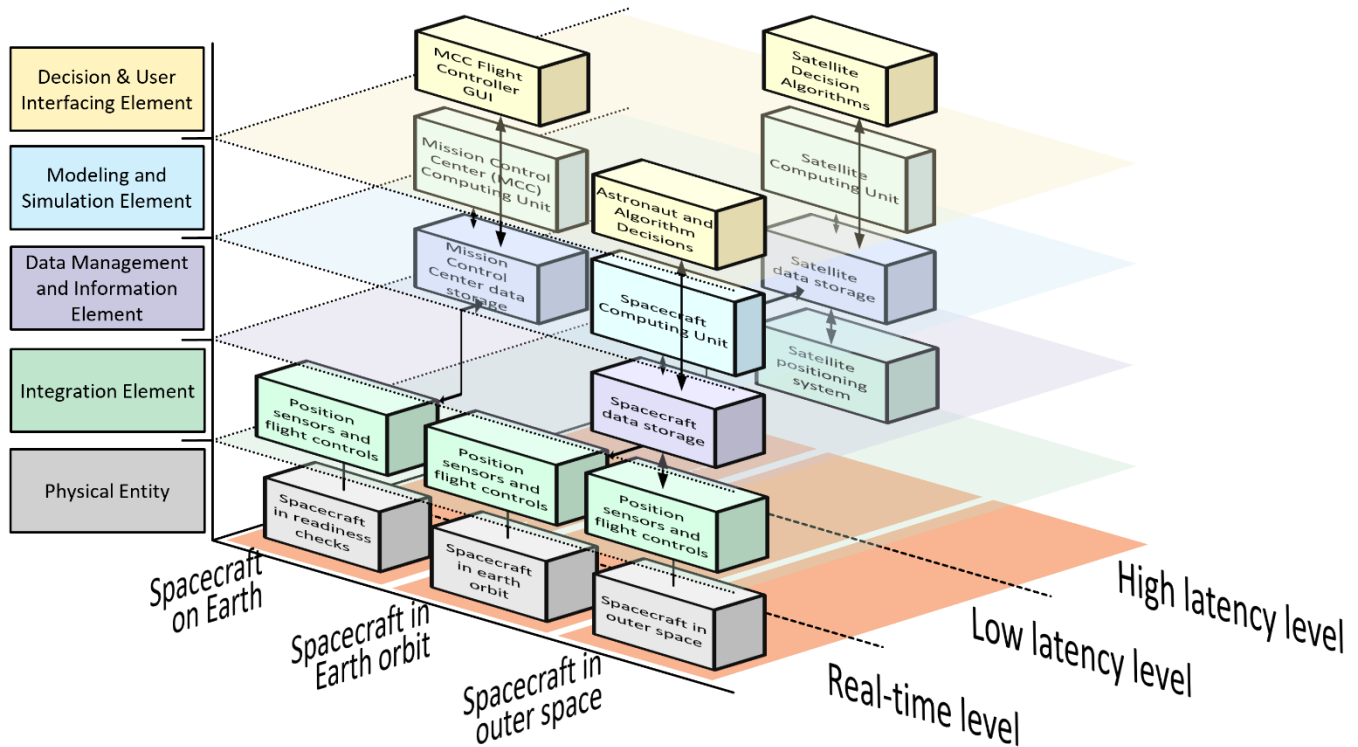 Decision & User
Interfacing Element
Modeling and
Simulation Element
Data Management
and Information
Element
Integration Element
Physical Entity
MCC Flight
Controller
GUI
Satellite
Decision
Algorithms
Mission Control
Center (MCC)
Computing Unit
Astronaut and
Algorithm
Decisions
Satellite
Computing Unit
Mission
Control
Center data
storage
Spacecraft
Computing Unit
Satellite
data storage
Satellite
positioning
system
Position
sensors and
flight controls
Position
sensors and
flight controls
Spacecraft
data storage
Position
sensors and
flight controls
Spacecraft
in readiness
checks
Spacecraft
in earth
orbit
Spacecraft in
outer space
Spacecraft
on Earth
Spacecraft in
Earth orbit
Spacecraft in
outer space
Real-time level
Low latency level
High latency level